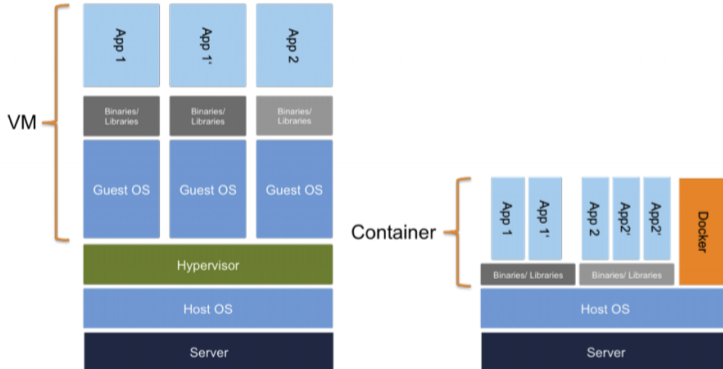 App 1
App 1'
App 2
VM
Binaries/
Libraries
Binaries/
Libraries
Binaries/
Libraries
Guest OS
Guest OS
Guest OS
Hypervisor
Host OS
Server
Container
App 1
App 1'
App 2
App2'
App2'
Docker
Binaries/ Libraries
Binaries/ Libraries
Host OS
Server